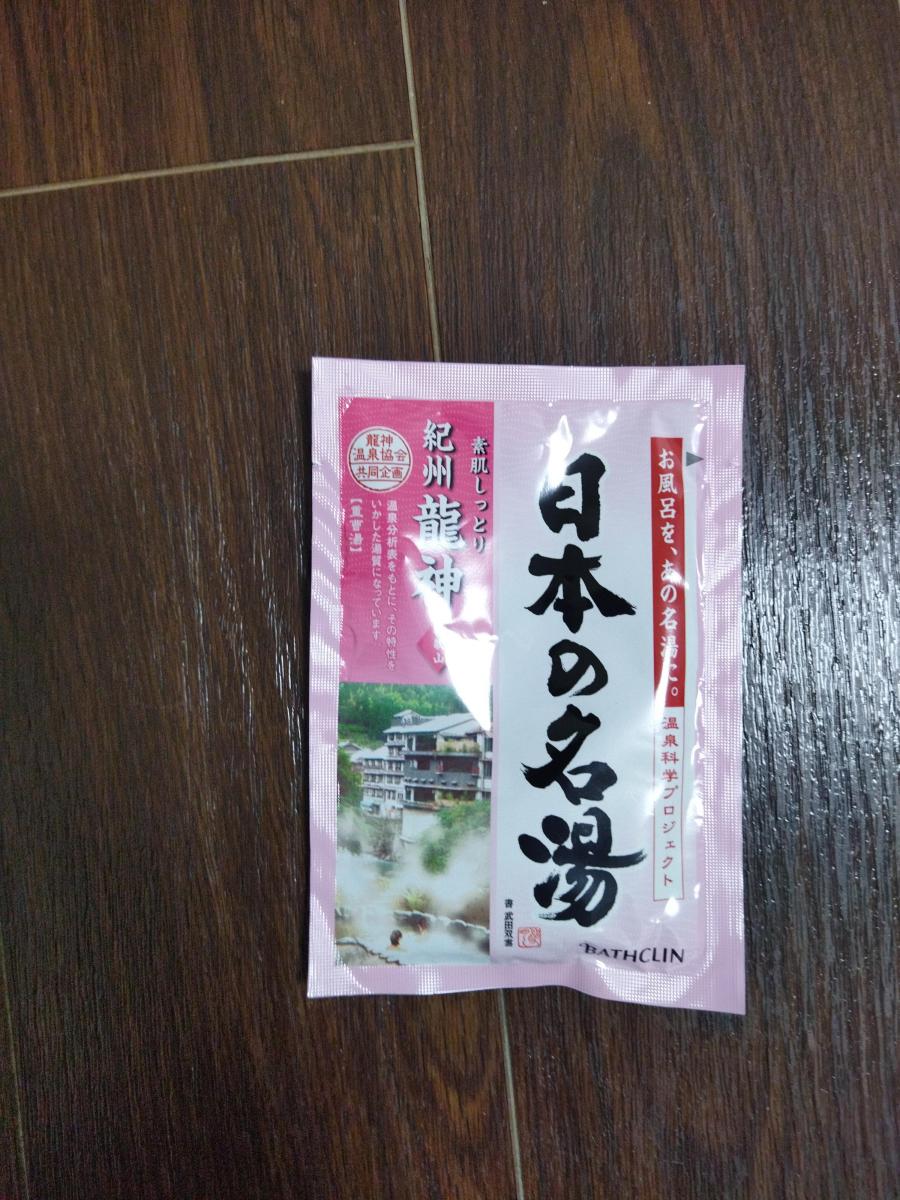 お風呂を、あの名湯に。
温泉科学プロジェクト
日本の名湯
書 武田双雲
BATHCLIN
素肌しっとり
紀州龍神
龍神
温泉協会
共同企画
温泉分析表をもとに、その特性を
いかした湯質になっています
【重曹湯】